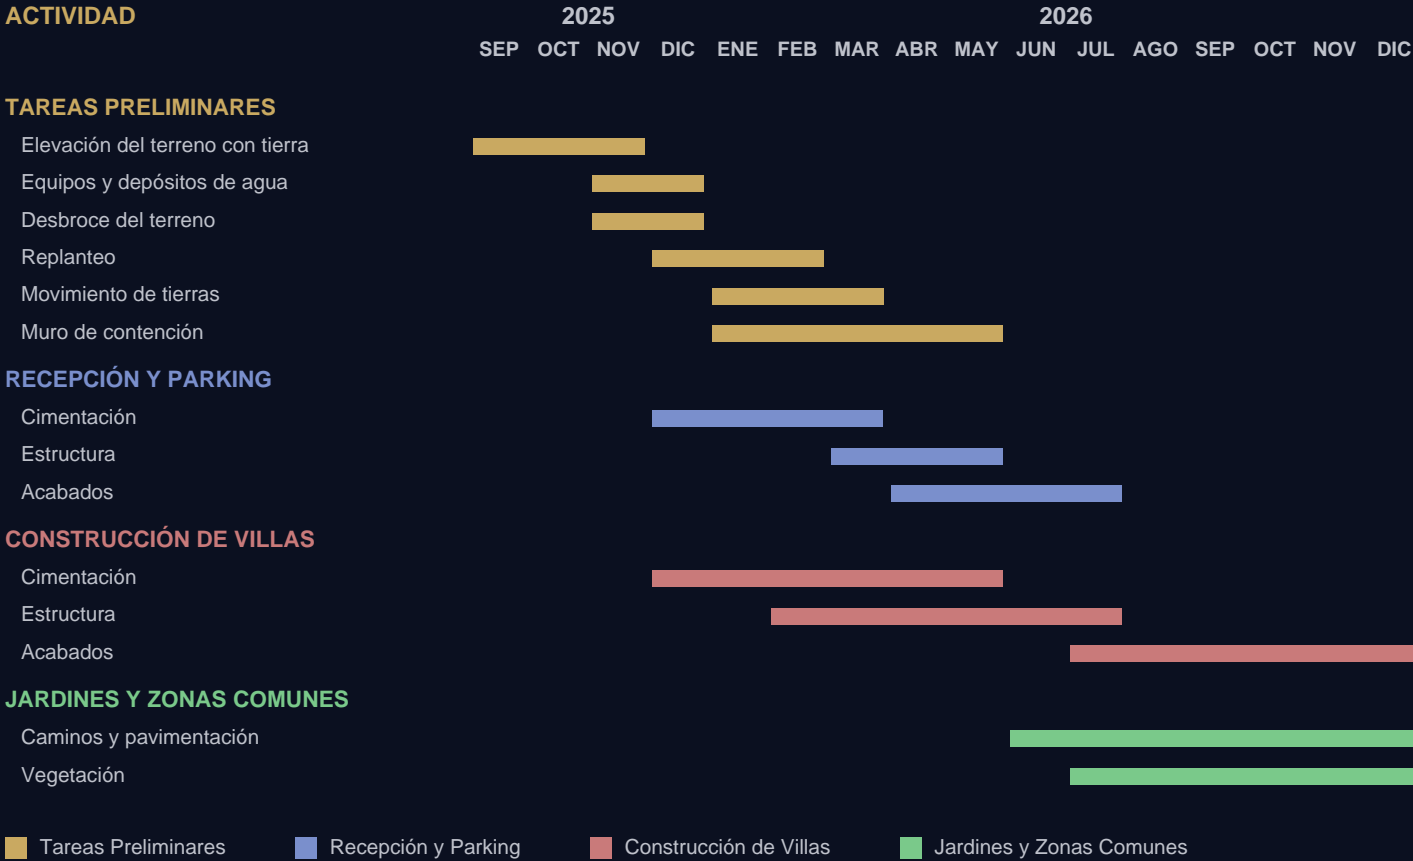 ACTIVIDAD 2025 2026
SEP OCT NOV DIC ENE FEB MAR ABR MAY JUN JUL AGO SEP OCT NOV DIC
TAREAS PRELIMINARES
Elevación del terreno con tierra
Equipos y depósitos de agua
Desbroce del terreno
Replanteo
Movimiento de tierras
Muro de contención
RECEPCIÓN Y PARKING
Cimentación
Estructura
Acabados
CONSTRUCCIÓN DE VILLAS
Cimentación
Estructura
Acabados
JARDINES Y ZONAS COMUNES
Caminos y pavimentación
Vegetación
Tareas Preliminares Recepción y Parking Construcción de Villas Jardines y Zonas Comunes